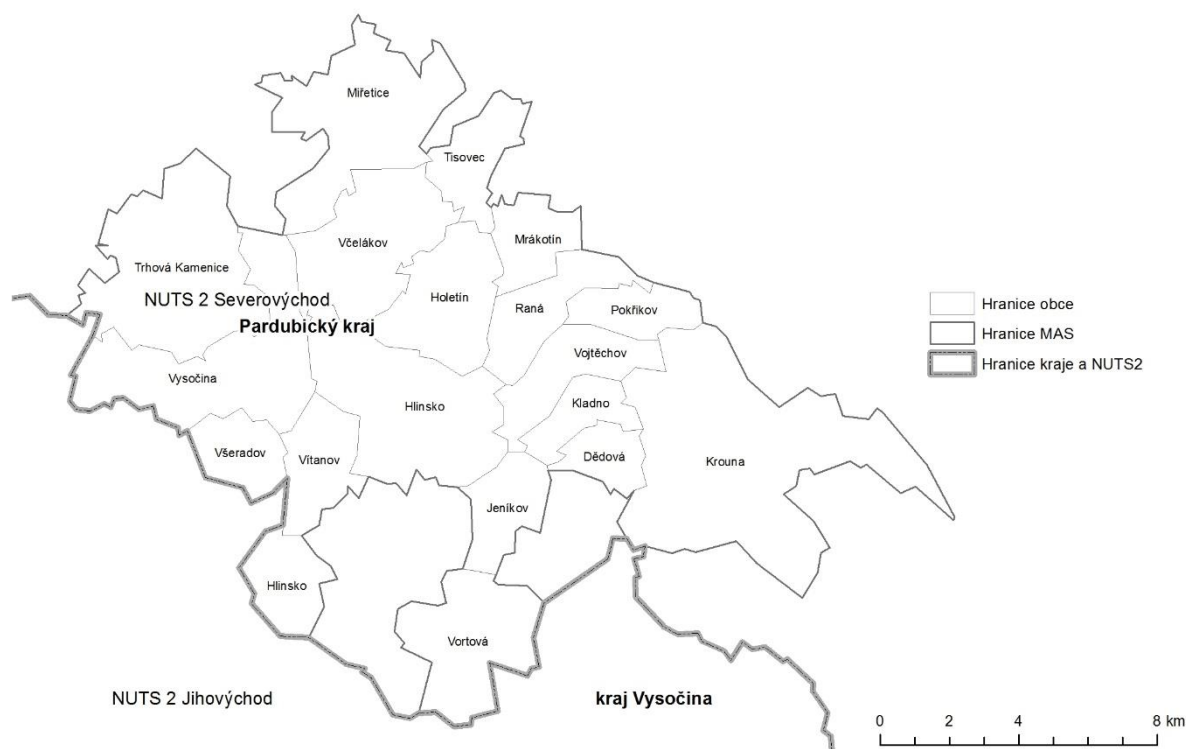 Miřetice
Tisovec
Včelákov
Mrákotín
Trhová Kamenice
NUTS 2 Severovýchod
Holetín
Raná
Pokřikov
Pardubický kraj
Vojtěchov
Vysočina
Hlinsko
Kladno
Všeradov
Vítanov
Dědová
Krouna
Jeníkov
Hlinsko
Vortová
NUTS 2 Jihovýchod
kraj Vysočina
Hranice obce
Hranice MAS
Hranice kraje a NUTS2
0 2 4 6 8 km